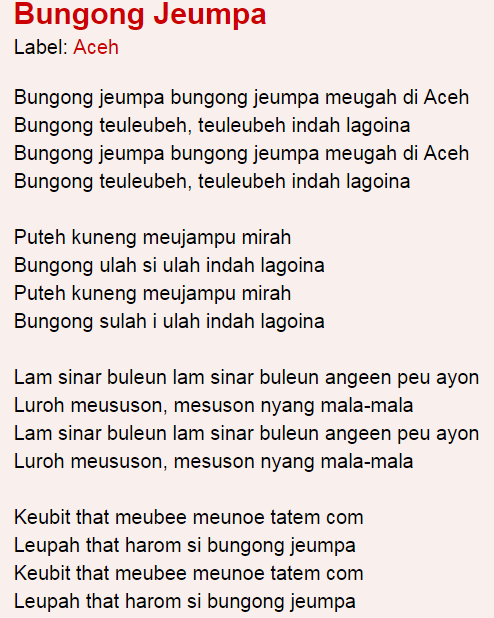 Bungong Jeumpa
Label: Aceh
Bungong jeumpa bungong jeumpa meugah di Aceh
Bungong teuleubeh, teuleubeh indah lagoina
Bungong jeumpa bungong jeumpa meugah di Aceh
Bungong teuleubeh, teuleubeh indah lagoina
Puteh kuneng meujampu mirah
Bungong ulah si ulah indah lagoina
Puteh kuneng meujampu mirah
Bungong sulah i ulah indah lagoina
Lam sinar buleun lam sinar buleun angeen peu ayon
Luroh meususon, mesuson nyang mala-mala
Lam sinar buleun lam sinar buleun angeen peu ayon
Luroh meususon, mesuson nyang mala-mala
Keubit that meubee meunoe tatem com
Leupah that harom si bungong jeumpa
Keubit that meubee meunoe tatem com
Leupah that harom si bungong jeumpa